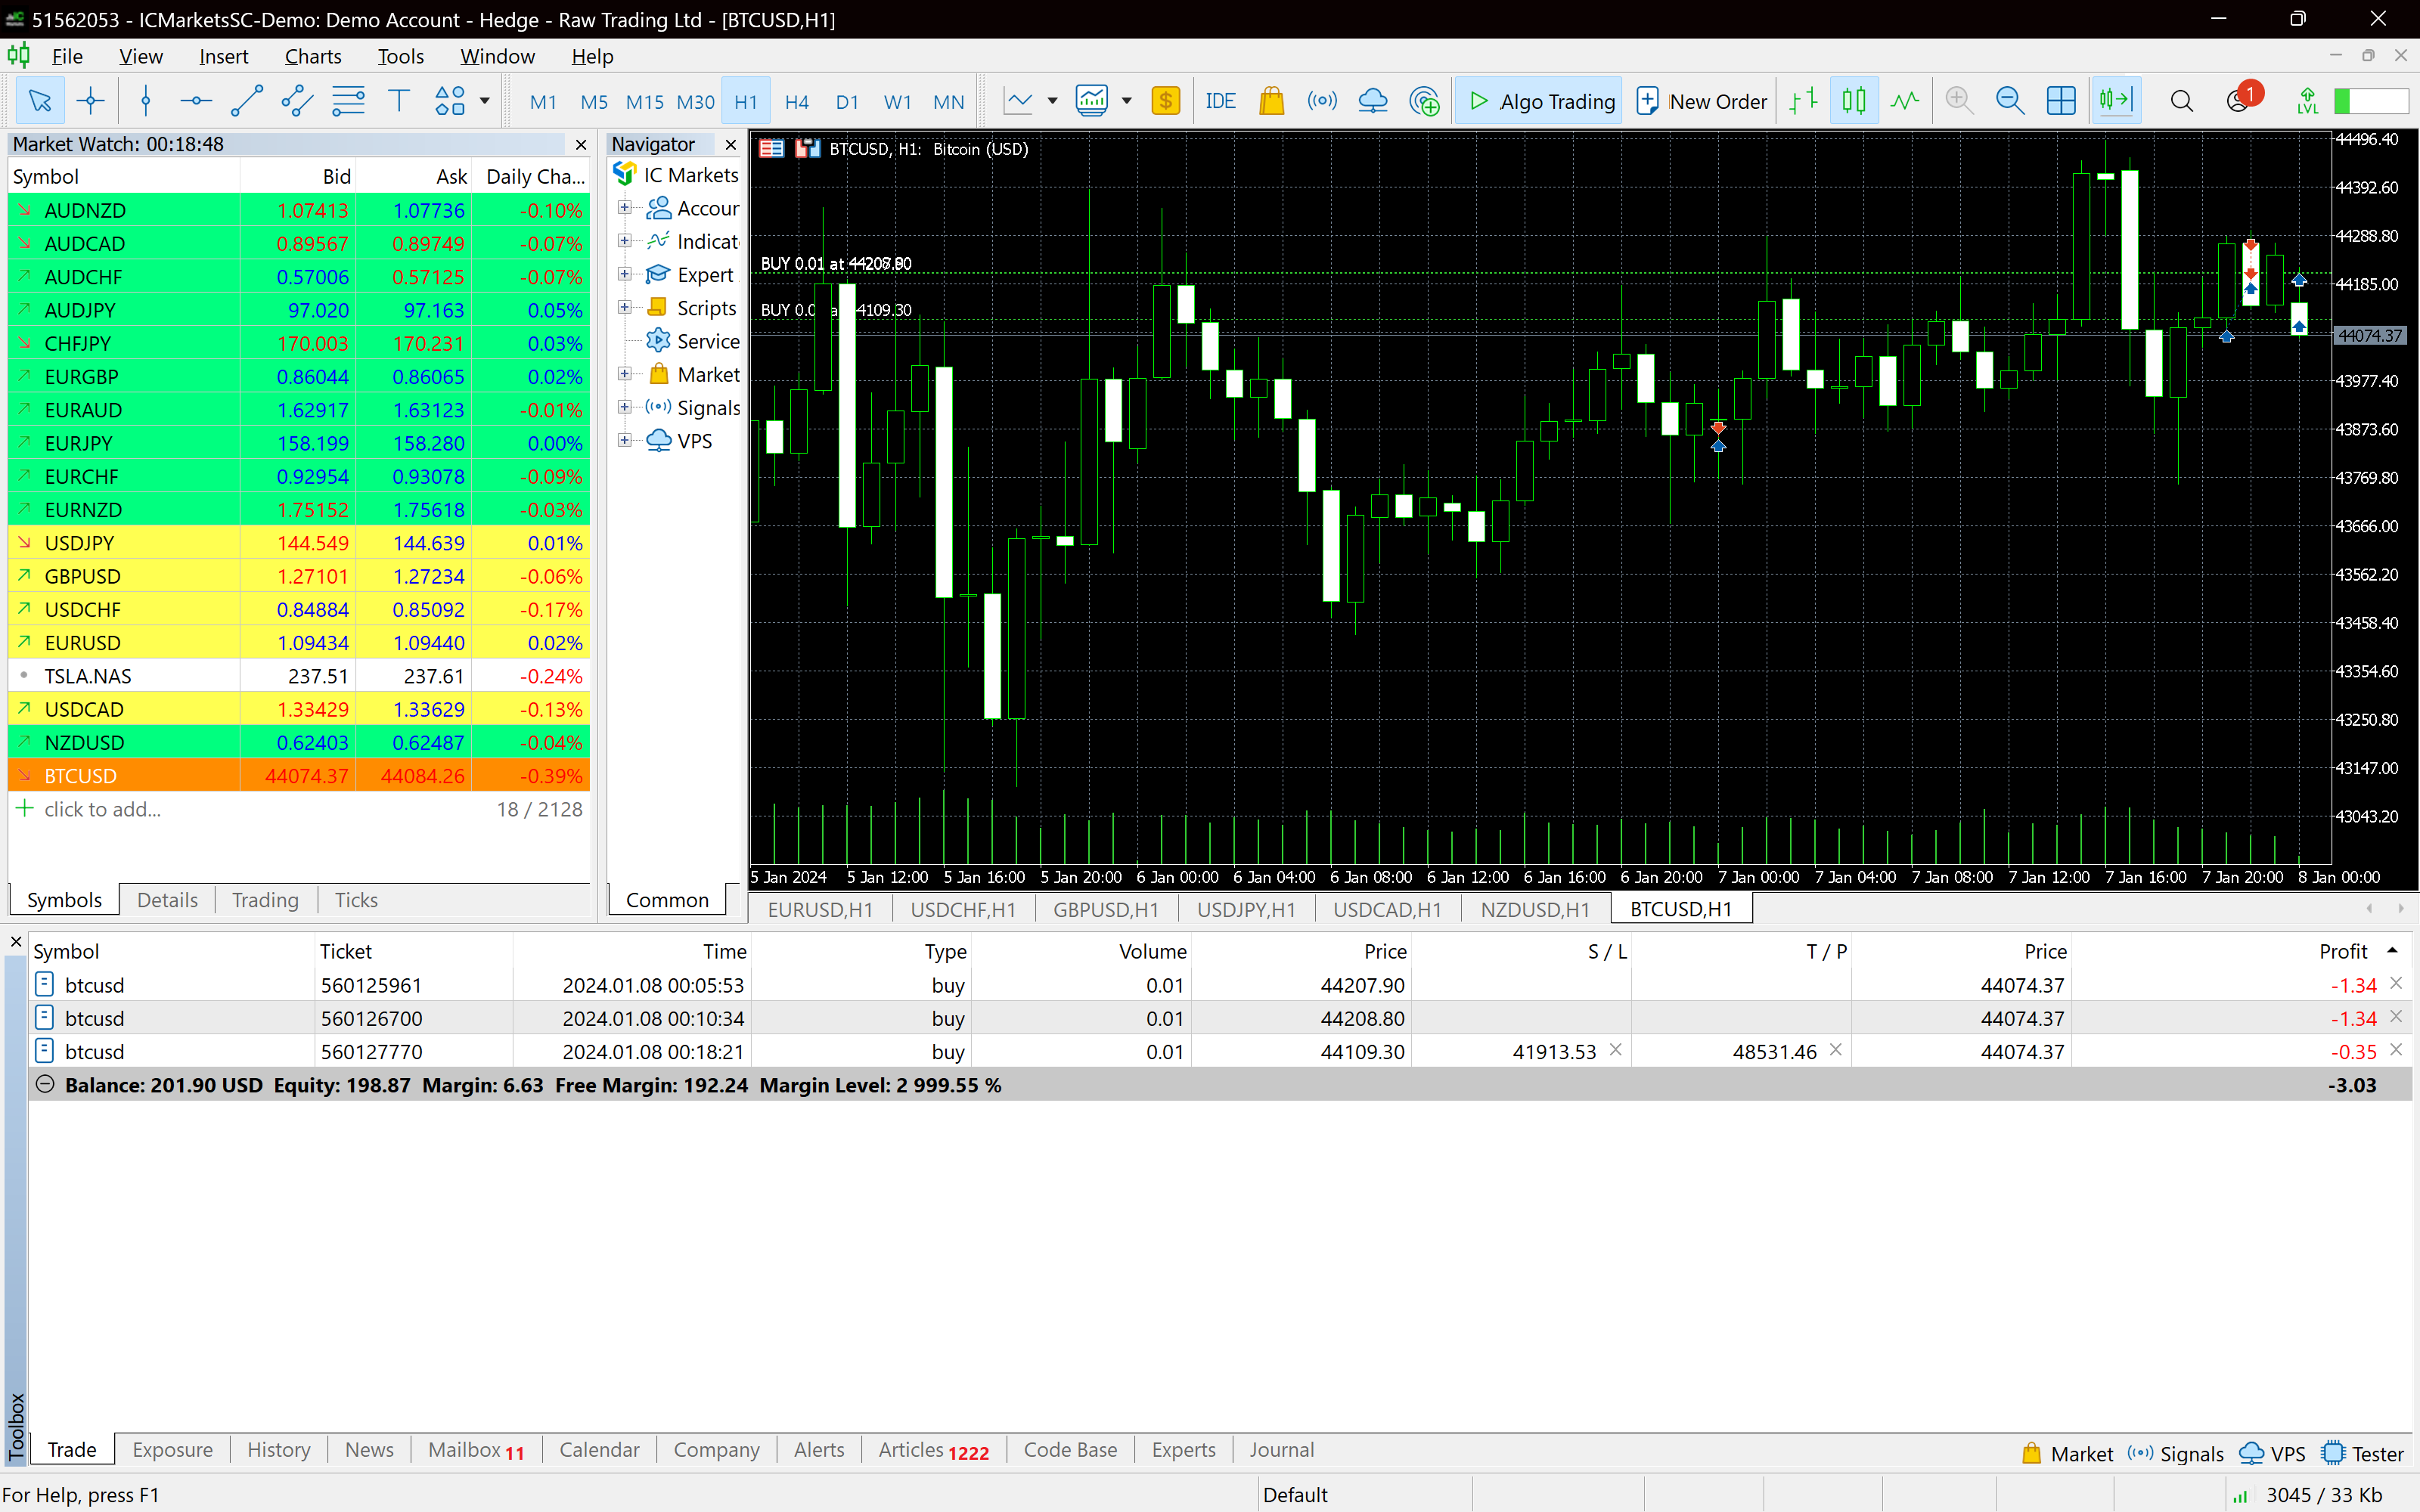 51562053 - ICMarketsSC-Demo: Demo Account - Hedge - Raw Trading Ltd - [BTCUSD,H1]
File View Insert Charts Tools Window Help
M1 M5 M15 M30 H1 H4 D1 W1 MN IDE Algo Trading New Order 1 LVL
Market Watch: 00:18:48
Symbol Bid Ask Daily Cha...
AUDNZD 1.07413 1.07736 -0.10%
AUDCAD 0.89567 0.89749 -0.07%
AUDCHF 0.57006 0.57125 -0.07%
AUDJPY 97.020 97.163 0.05%
CHFJPY 170.003 170.231 0.03%
EURGBP 0.86044 0.86065 0.02%
EURAUD 1.62917 1.63123 -0.01%
EURJPY 158.199 158.280 0.00%
EURCHF 0.92954 0.93078 -0.09%
EURNZD 1.75152 1.75618 -0.03%
USDJPY 144.549 144.639 0.01%
GBPUSD 1.27101 1.27234 -0.06%
USDCHF 0.84884 0.85092 -0.17%
EURUSD 1.09434 1.09440 0.02%
TSLA.NAS 237.51 237.61 -0.24%
USDCAD 1.33429 1.33629 -0.13%
NZDUSD 0.62403 0.62487 -0.04%
BTCUSD 44074.37 44084.26 -0.39%
click to add... 18 / 2128
Symbols Details Trading Ticks
Navigator
IC Markets
Accour
Indicat
Expert
Scripts
Service
Market
Signals
VPS
Common
BTCUSD, H1: Bitcoin (USD)
BUY 0.01 at
BUY 0.0 a 44109.30
44496.40
44392.60
44288.80
44185.00
44074.37
43977.40
43873.60
43769.80
43666.00
43562.20
43458.40
43354.60
43250.80
43147.00
43043.20
5 Jan 2024 5 Jan 12:00 5 Jan 16:00 5 Jan 20:00 6 Jan 00:00 6 Jan 04:00 6 Jan 08:00 6 Jan 12:00 6 Jan 16:00 6 Jan 20:00 7 Jan 00:00 7 Jan 04:00 7 Jan 08:00 7 Jan 12:00 7 Jan 16:00 7 Jan 20:00 8 Jan 00:00
EURUSD,H1 USDCHF,H1 GBPUSD,H1 USDJPY,H1 USDCAD,H1 NZDUSD,H1 BTCUSD,H1
Symbol Ticket Time Type Volume Price S / L T / P Price Profit
btcusd 560125961 2024.01.08 00:05:53 buy 0.01 44207.90 44074.37 -1.34
btcusd 560126700 2024.01.08 00:10:34 buy 0.01 44208.80 44074.37 -1.34
btcusd 560127770 2024.01.08 00:18:21 buy 0.01 44109.30 41913.53 48531.46 44074.37 -0.35
Balance: 201.90 USD Equity: 198.87 Margin: 6.63 Free Margin: 192.24 Margin Level: 2 999.55 % -3.03
Toolbox
Trade Exposure History News Mailbox 11 Calendar Company Alerts Articles 1222 Code Base Experts Journal
Market Signals VPS Tester
For Help, press F1 Default 3045 / 33 Kb